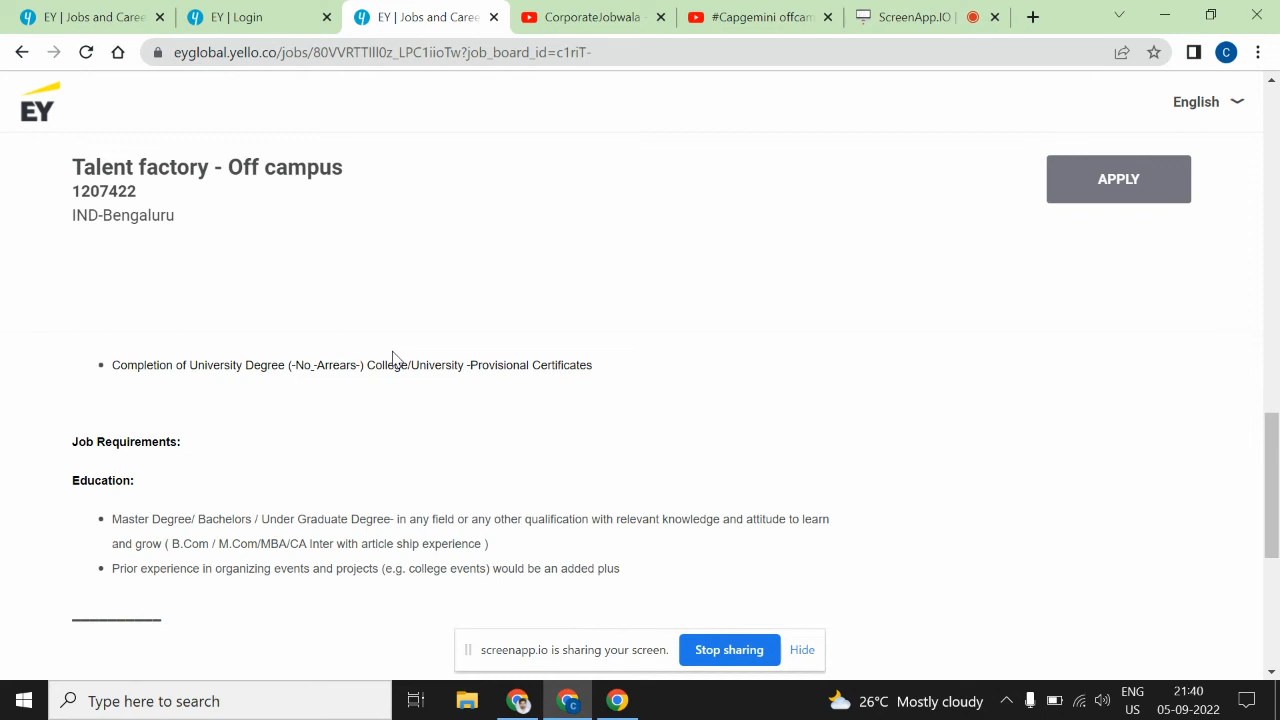 EY | Jobs and Caree
EY | Login
EY | Jobs and Caree
CorporateJobwala -
#Capgemini offcam
ScreenApp.IO |
eyglobal.yello.co/jobs/80VVRTTIll0z_LPC1iioTw?job_board_id=c1riT-
C
EY
English
Talent factory - Off campus
1207422
IND-Bengaluru
APPLY
• Completion of University Degree (-No_-Arrears-) College/University -Provisional Certificates
Job Requirements:
Education:
• Master Degree/ Bachelors / Under Graduate Degree- in any field or any other qualification with relevant knowledge and attitude to learn
and grow ( B.Com / M.Com/MBA/CA Inter with article ship experience )
• Prior experience in organizing events and projects (e.g. college events) would be an added plus
__________
screenapp.io is sharing your screen.
Stop sharing
Hide
Type here to search
26°C Mostly cloudy
ENG
US
21:40
05-09-2022